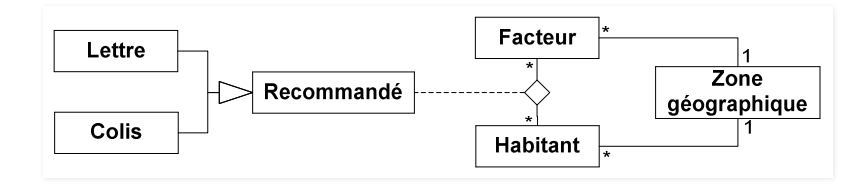 Lettre
Colis
Recommandé
Facteur
*
*
*
Habitant
*
1
Zone
géographique
1